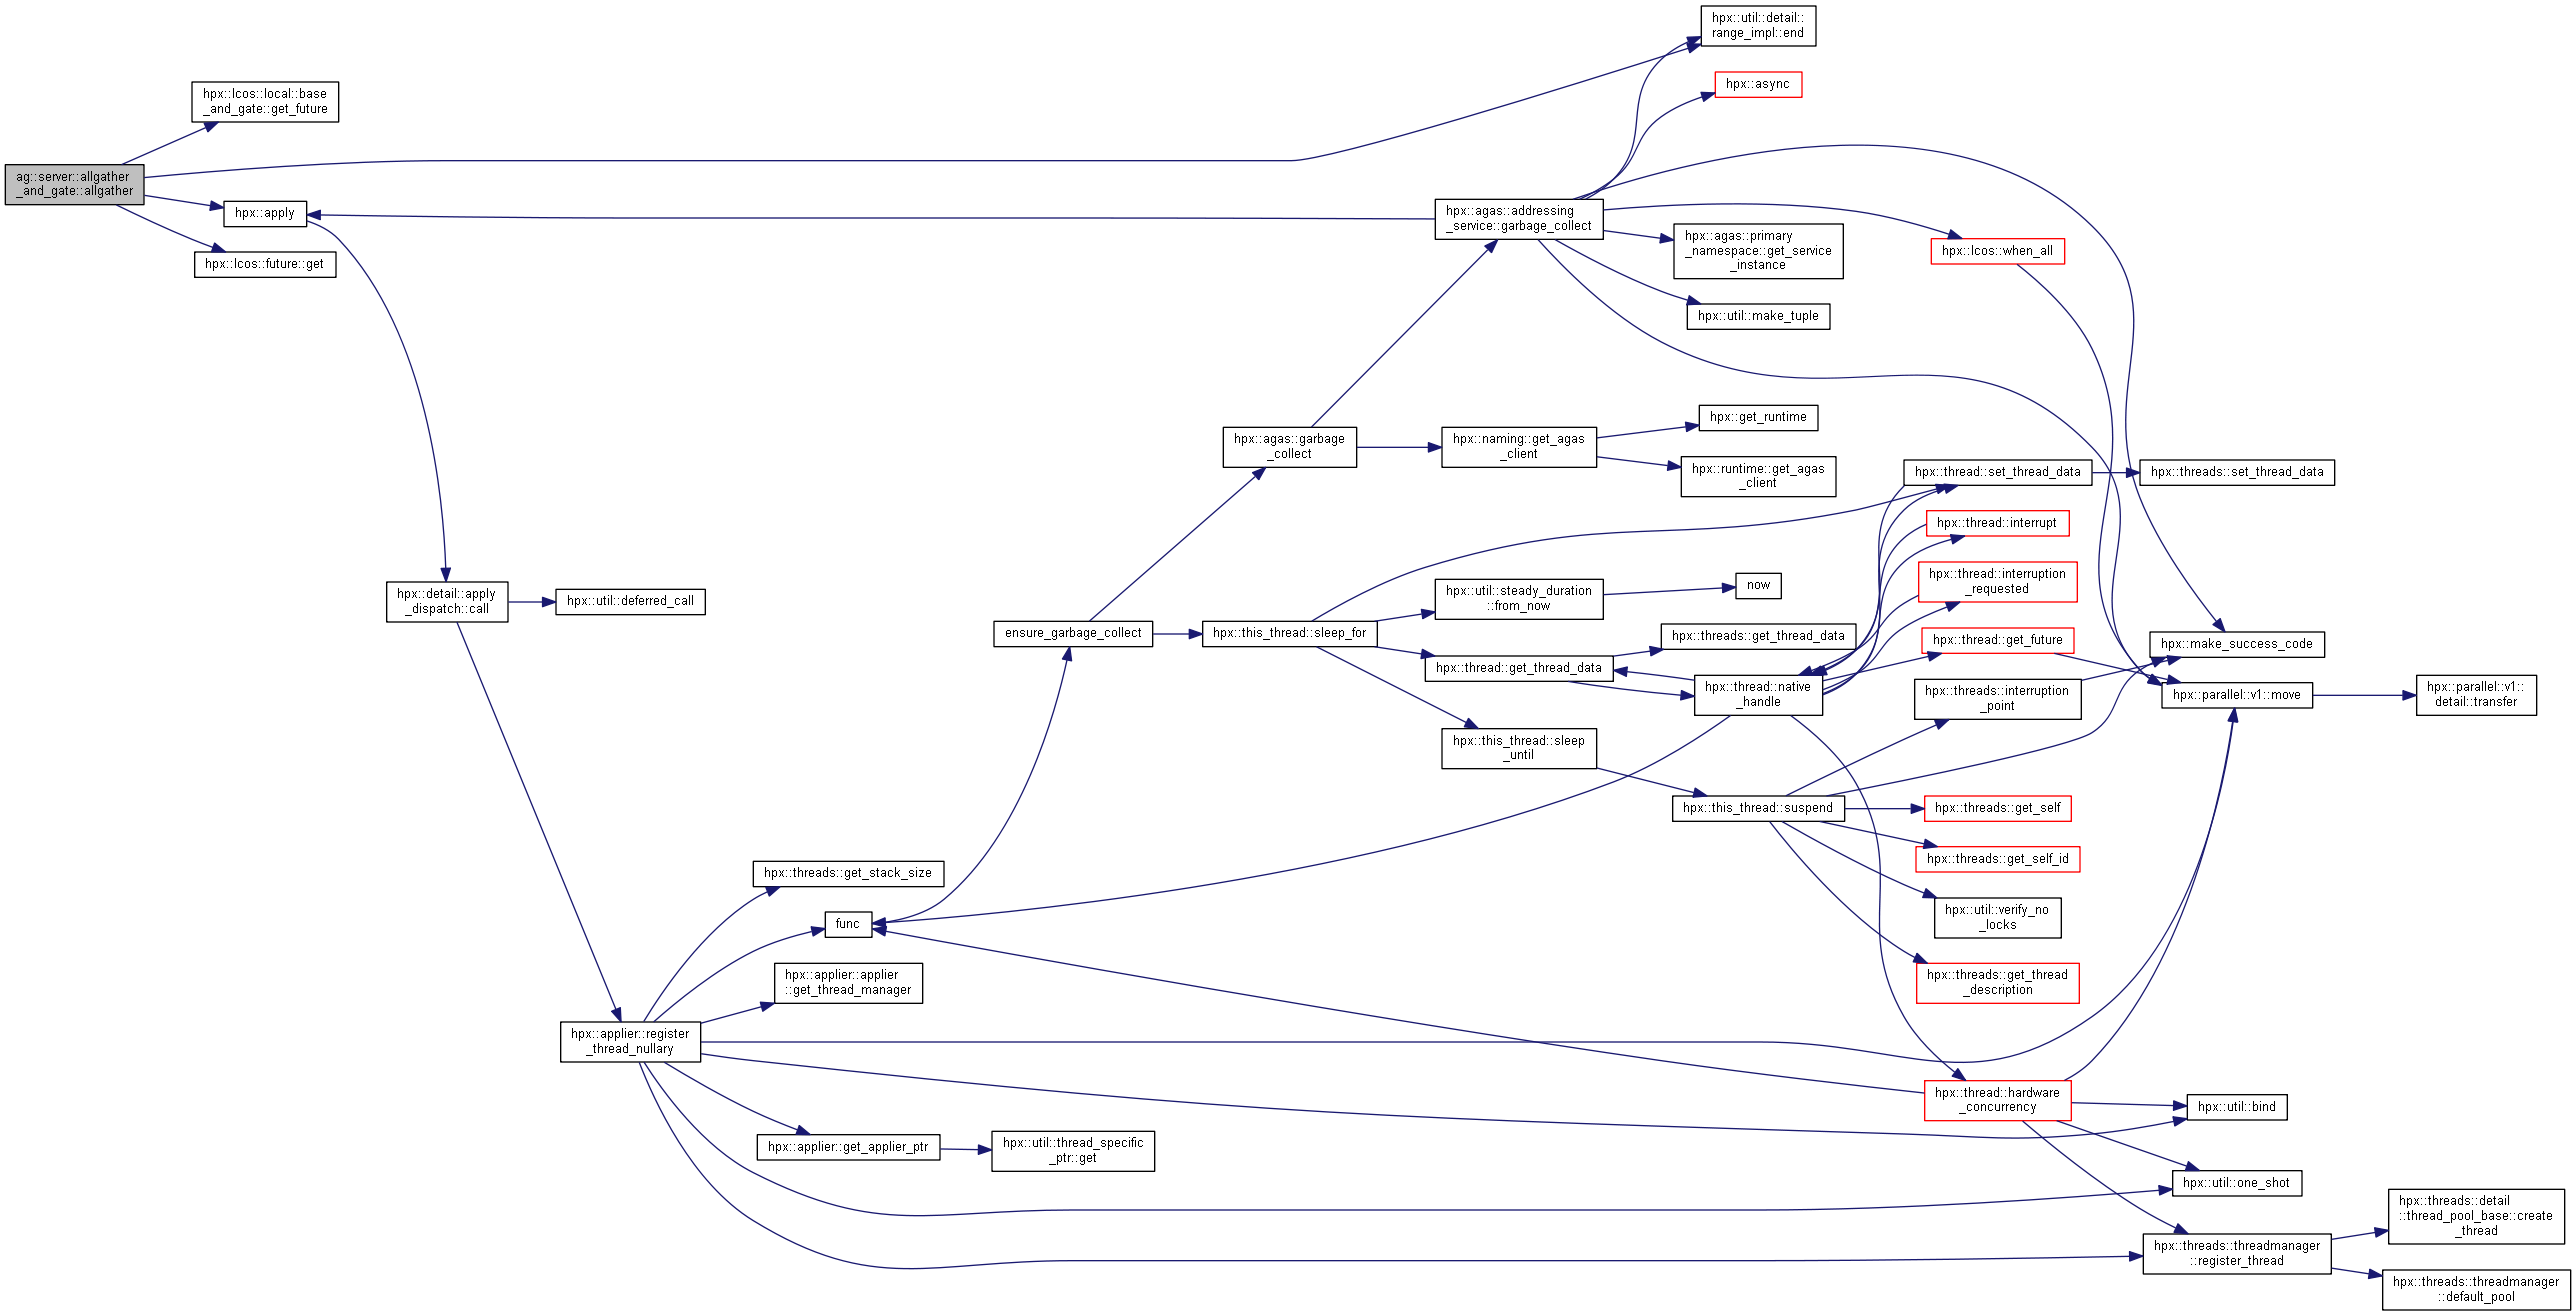 ag::server::allgather
_and_gate::allgather
hpx::lcos::local::base
_and_gate::get_future
hpx::apply
hpx::lcos::future::get
hpx::detail::apply
_dispatch::call
hpx::util::deferred_call
hpx::applier::register
_thread_nullary
hpx::threads::get_stack_size
func
hpx::applier::applier
::get_thread_manager
hpx::applier::get_applier_ptr
hpx::util::thread_specific
_ptr::get
ensure_garbage_collect
hpx::agas::garbage
_collect
hpx::this_thread::sleep_for
hpx::agas::addressing
_service::garbage_collect
hpx::naming::get_agas
_client
hpx::util::steady_duration
::from_now
hpx::thread::get_thread_data
hpx::this_thread::sleep
_until
hpx::util::detail::
range_impl::end
hpx::async
hpx::agas::primary
_namespace::get_service
_instance
hpx::util::make_tuple
hpx::get_runtime
hpx::runtime::get_agas
_client
now
hpx::threads::get_thread_data
hpx::thread::native
_handle
hpx::this_thread::suspend
hpx::lcos::when_all
hpx::thread::set_thread_data
hpx::thread::interrupt
hpx::thread::interruption
_requested
hpx::thread::get_future
hpx::threads::interruption
_point
hpx::threads::get_self
hpx::threads::get_self_id
hpx::util::verify_no
_locks
hpx::threads::get_thread
_description
hpx::thread::hardware
_concurrency
hpx::threads::set_thread_data
hpx::make_success_code
hpx::parallel::v1::move
hpx::util::bind
hpx::util::one_shot
hpx::threads::threadmanager
::register_thread
hpx::parallel::v1::
detail::transfer
hpx::threads::detail
::thread_pool_base::create
_thread
hpx::threads::threadmanager
::default_pool